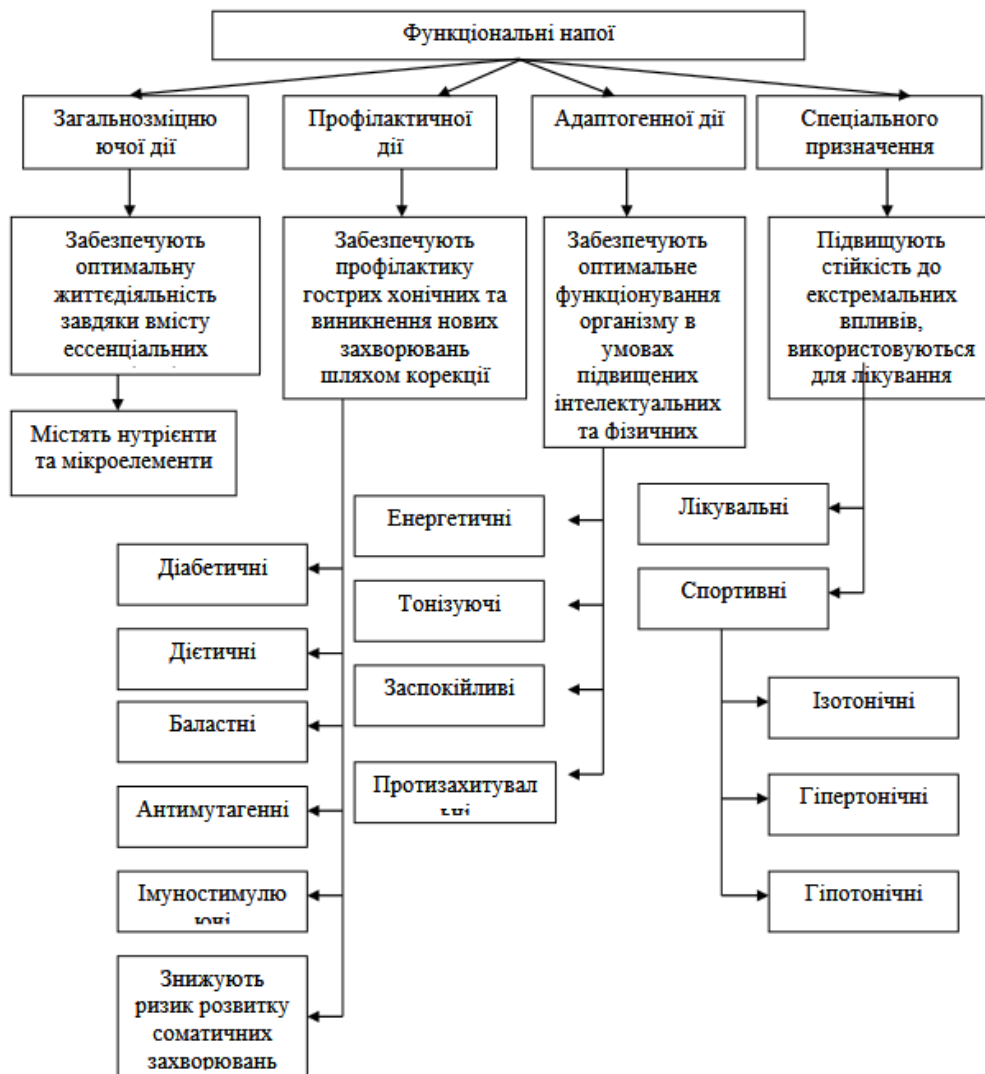 Функціональні напої
Загальнозміцню
ючої дії
Профілактичної
дії
Адаптогенної дії
Спеціального
призначення
Забезпечують
оптимальну
життєдіяльність
завдяки вмісту
ессенціальних
Забезпечують
профілактику
гострих хонічних та
виникнення нових
захворювань
шляхом корекції
Забезпечують
оптимальне
функціонування
організму в
умовах
підвищених
інтелектуальних
та фізичних
Підвищують
стійкість до
екстремальних
впливів,
використовуються
для лікування
Містять нутрієнти
та мікроелементи
Енергетичні
Тонізуючі
Заспокійливі
Протизахитувал
ьні
Лікувальні
Спортивні
Ізотонічні
Гіпертонічні
Гіпотонічні
Діабетичні
Дієтичні
Баластні
Антимутагенні
Імуностимулю
ючі
Знижують
ризик розвитку
соматичних
захворювань